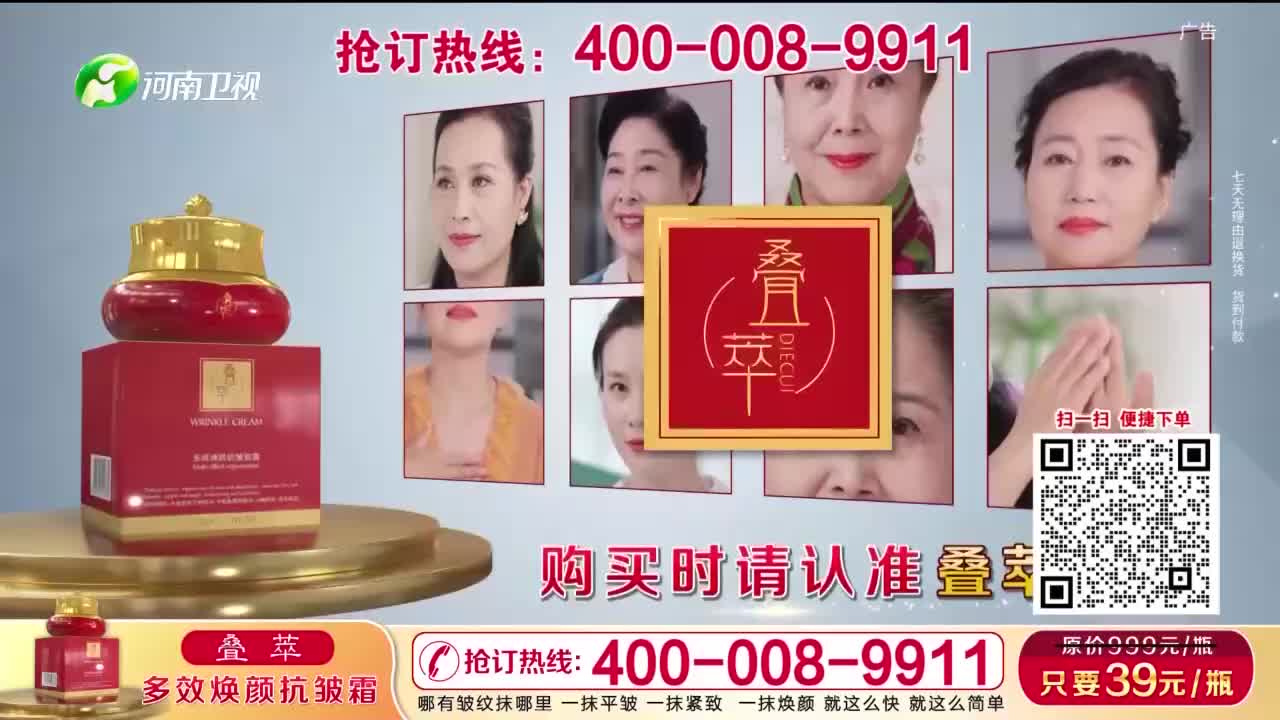 抢订热线：400-008-9911
广告
河南卫视
七天无理由退换货 货到付款
叠萃
DIECUI
叠萃
WRINKLE CREAM
扫一扫 便捷下单
购买时请认准叠萃
叠萃
多效焕颜抗皱霜
抢订热线：400-008-9911
哪有皱纹抹哪里 一抹平皱 一抹紧致 一抹焕颜 就这么快 就这么简单
原价999元/瓶
只要39元/瓶